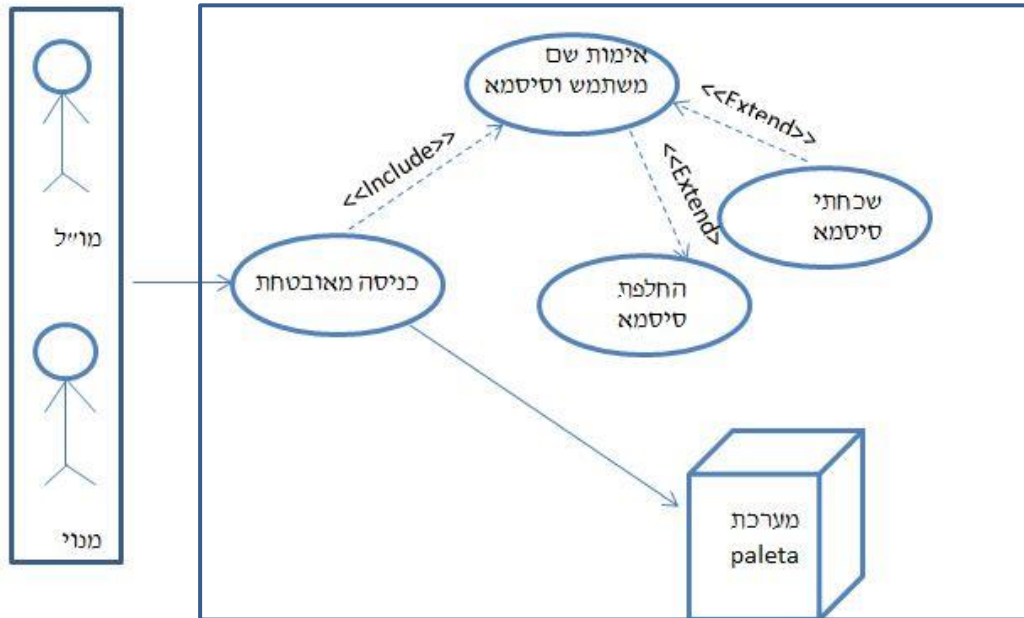 אימות שם
משתמש וסיסמא
<<Extend>>
<<Include>>
<<Extend>
שכחתי
סיסמא
מו״ל
כניסה מאובטחת
החלפת
סיסמא
מערכת
paleta
מנוי